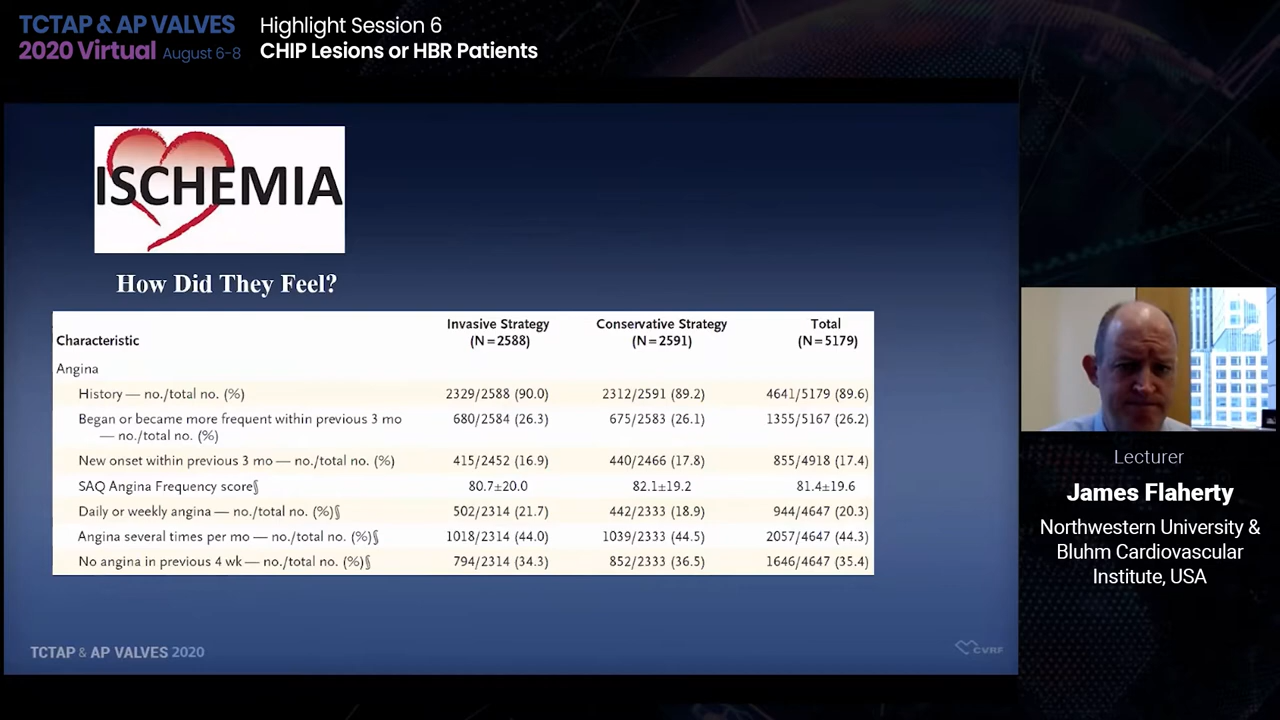 TCTAP & AP VALVES
2020 Virtual August 6-8
Highlight Session 6
CHIP Lesions or HBR Patients
ISCHEMIA
How Did They Feel?
Characteristic Invasive Strategy (N=2588) Conservative Strategy (N=2591) Total (N=5179)
Angina
History — no./total no. (%) 2329/2588 (90.0) 2312/2591 (89.2) 4641/5179 (89.6)
Began or became more frequent within previous 3 mo 680/2584 (26.3) 675/2583 (26.1) 1355/5167 (26.2)
— no./total no. (%)
New onset within previous 3 mo — no./total no. (%) 415/2452 (16.9) 440/2466 (17.8) 855/4918 (17.4)
SAQ Angina Frequency score§ 80.7±20.0 82.1±19.2 81.4±19.6
Daily or weekly angina — no./total no. (%)§ 502/2314 (21.7) 442/2333 (18.9) 944/4647 (20.3)
Angina several times per mo — no./total no. (%)§ 1018/2314 (44.0) 1039/2333 (44.5) 2057/4647 (44.3)
No angina in previous 4 wk — no./total no. (%)§ 794/2314 (34.3) 852/2333 (36.5) 1646/4647 (35.4)
TCTAP & AP VALVES 2020
CVRF
Lecturer
James Flaherty
Northwestern University &
Bluhm Cardiovascular
Institute, USA